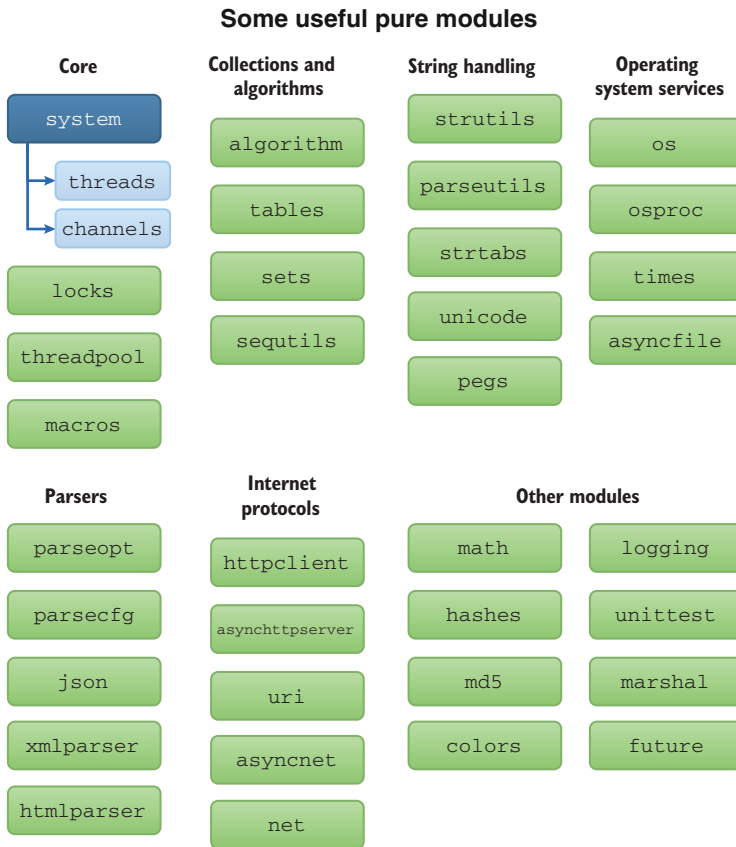 Some useful pure modules
Core
system
threads
channels
locks
threadpool
macros
Collections and
algorithms
algorithm
tables
sets
sequtils
String handling
strutils
parseutils
strtabs
unicode
pegs
Operating
system services
os
osproc
times
asyncfile
Parsers
parseopt
parsecfg
json
xmlparser
htmlparser
Internet
protocols
httpclient
asynchttpserver
uri
asyncnet
net
Other modules
math
hashes
md5
colors
logging
unittest
marshal
future